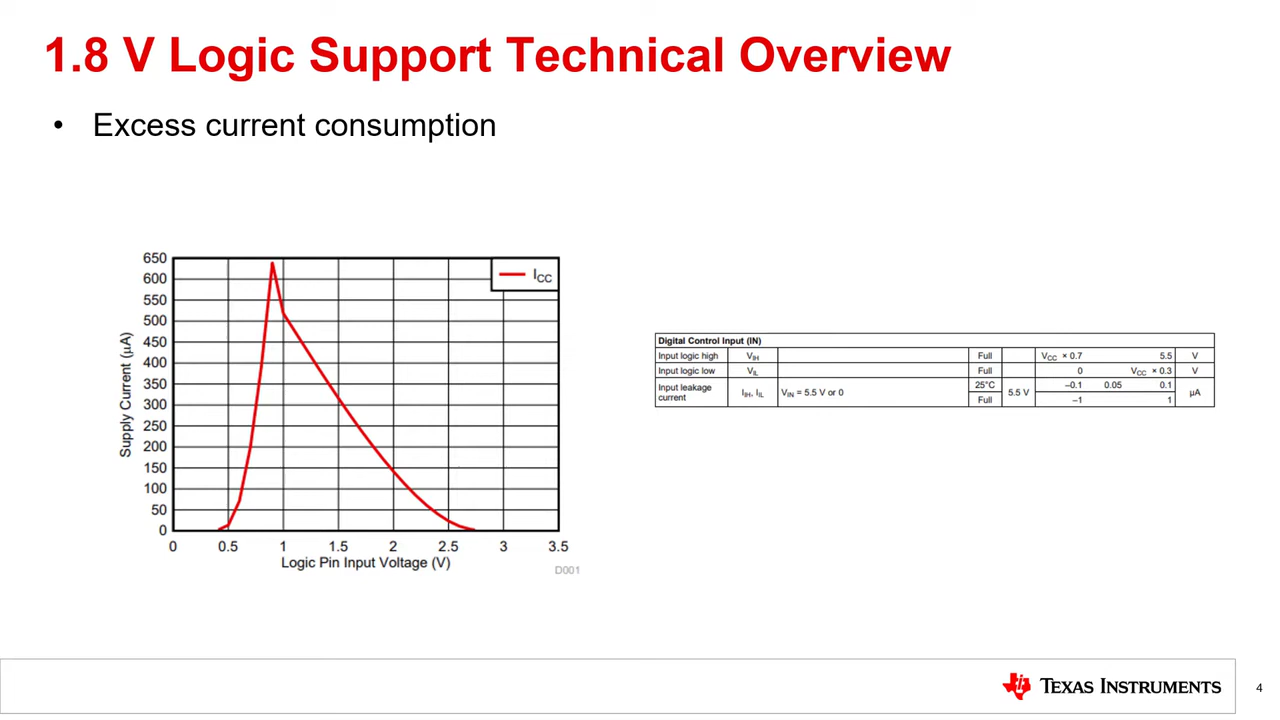 1.8 V Logic Support Technical Overview
• Excess current consumption
650
600
550
500
450
400
350
300
250
200
150
100
50
0
Supply Current (μA)
I_CC
0 0.5 1 1.5 2 2.5 3 3.5
Logic Pin Input Voltage (V)
D001
Digital Control Input (IN)
Input logic high V_IH Full V_CC × 0.7 5.5 V
Input logic low V_IL Full 0 V_CC × 0.3 V
Input leakage current I_IH, I_IL V_IN = 5.5 V or 0 25°C 5.5 V –0.1 0.05 0.1 μA
Full –1 1
TEXAS INSTRUMENTS
4